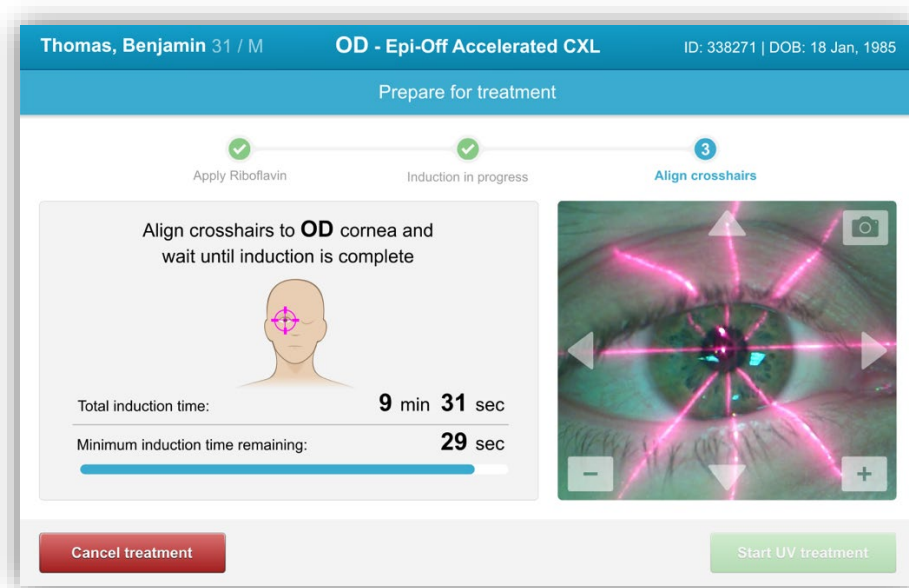 Thomas, Benjamin 31 / M OD - Epi-Off Accelerated CXL ID: 338271 | DOB: 18 Jan, 1985
Prepare for treatment
3
Apply Riboflavin Induction in progress Align crosshairs
Align crosshairs to OD cornea and
wait until induction is complete
Total induction time: 9 min 31 sec
Minimum induction time remaining: 29 sec
Cancel treatment Start UV treatment